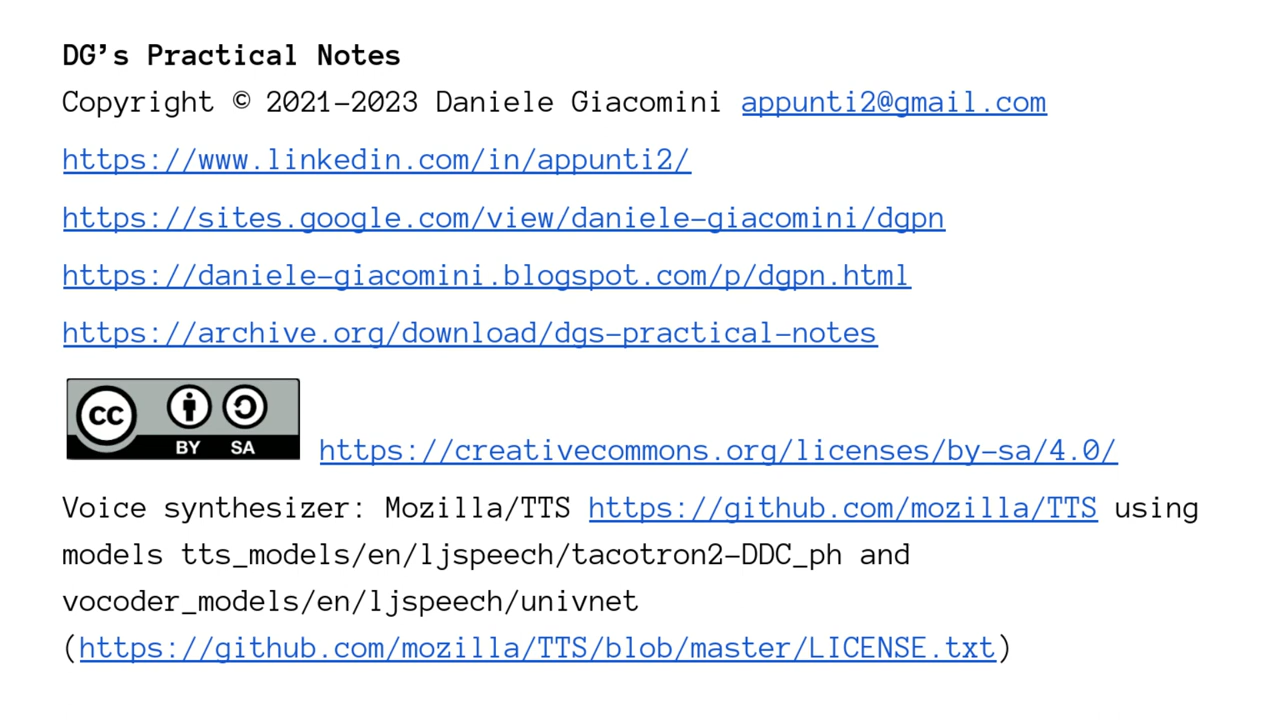 DG’s Practical Notes
Copyright © 2021-2023 Daniele Giacomini appunti2@gmail.com
https://www.linkedin.com/in/appunti2/
https://sites.google.com/view/daniele-giacomini/dgpn
https://daniele-giacomini.blogspot.com/p/dgpn.html
https://archive.org/download/dgs-practical-notes
CC BY SA https://creativecommons.org/licenses/by-sa/4.0/
Voice synthesizer: Mozilla/TTS https://github.com/mozilla/TTS using
models tts_models/en/ljspeech/tacotron2-DDC_ph and
vocoder_models/en/ljspeech/univnet
(https://github.com/mozilla/TTS/blob/master/LICENSE.txt)